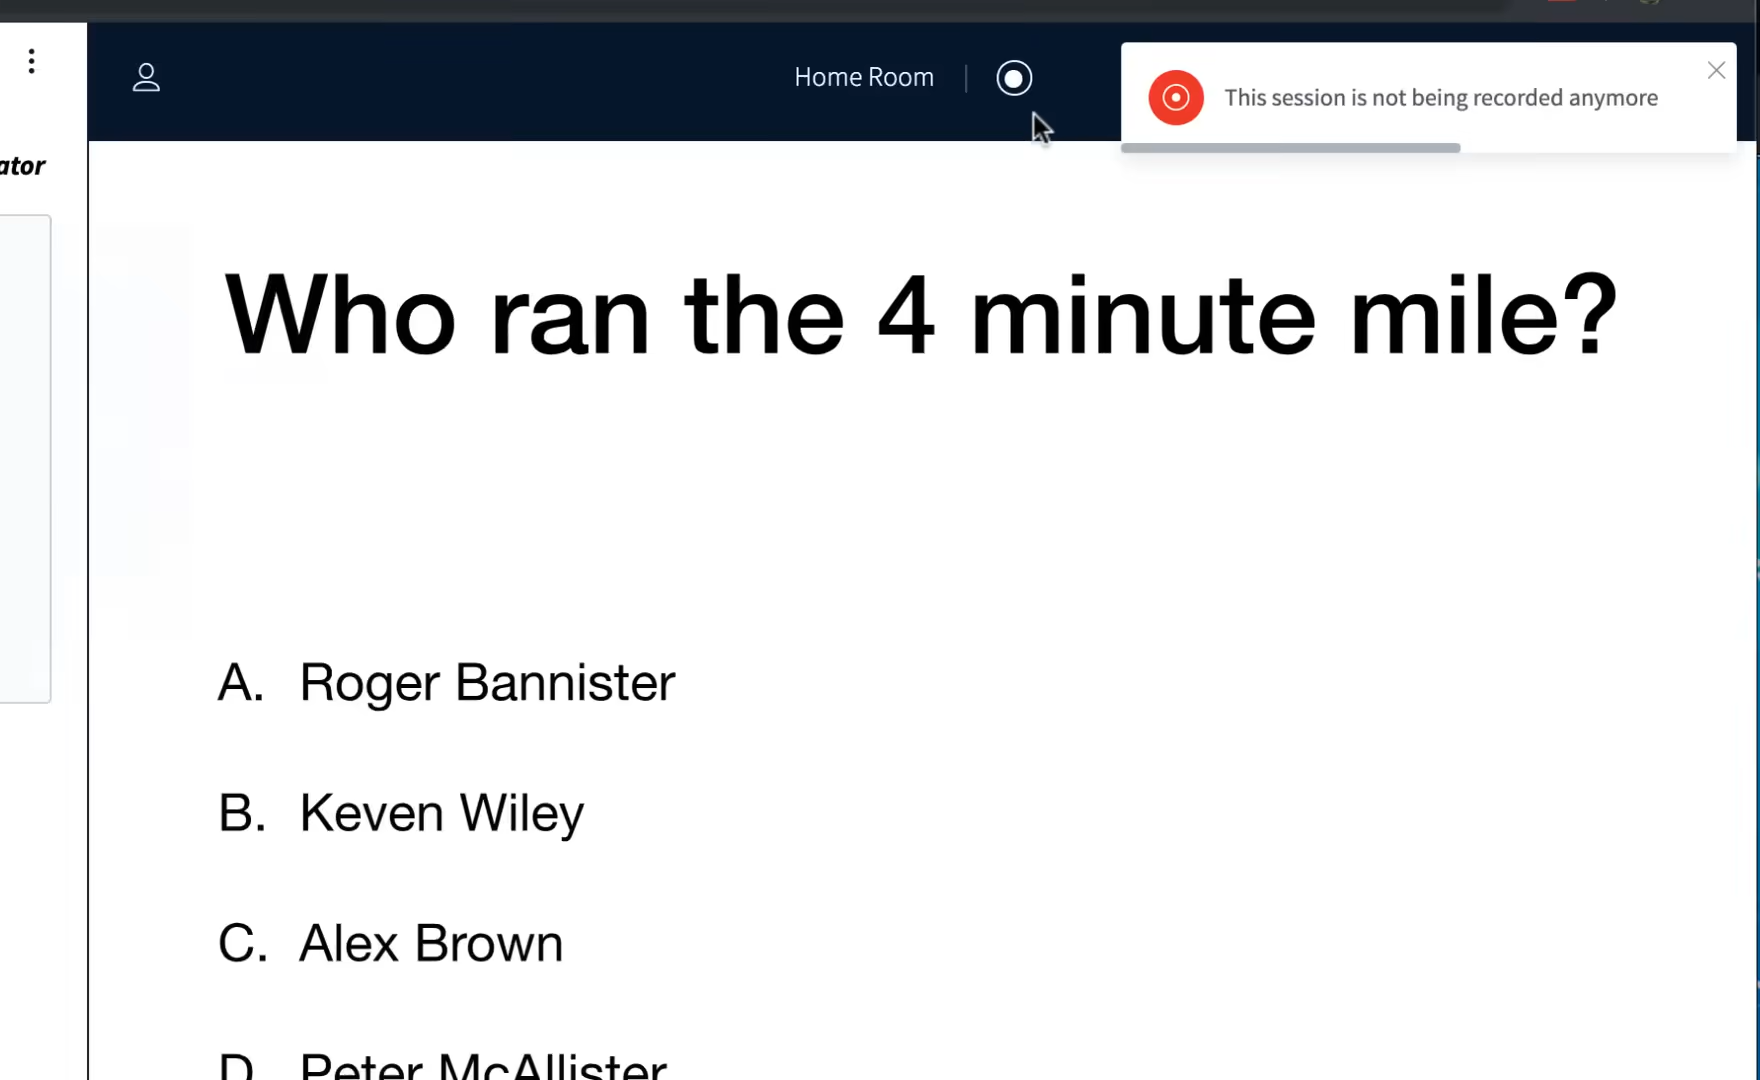 Home Room
This session is not being recorded anymore
ator
Who ran the 4 minute mile?
A. Roger Bannister
B. Keven Wiley
C. Alex Brown
D. Peter McAllister